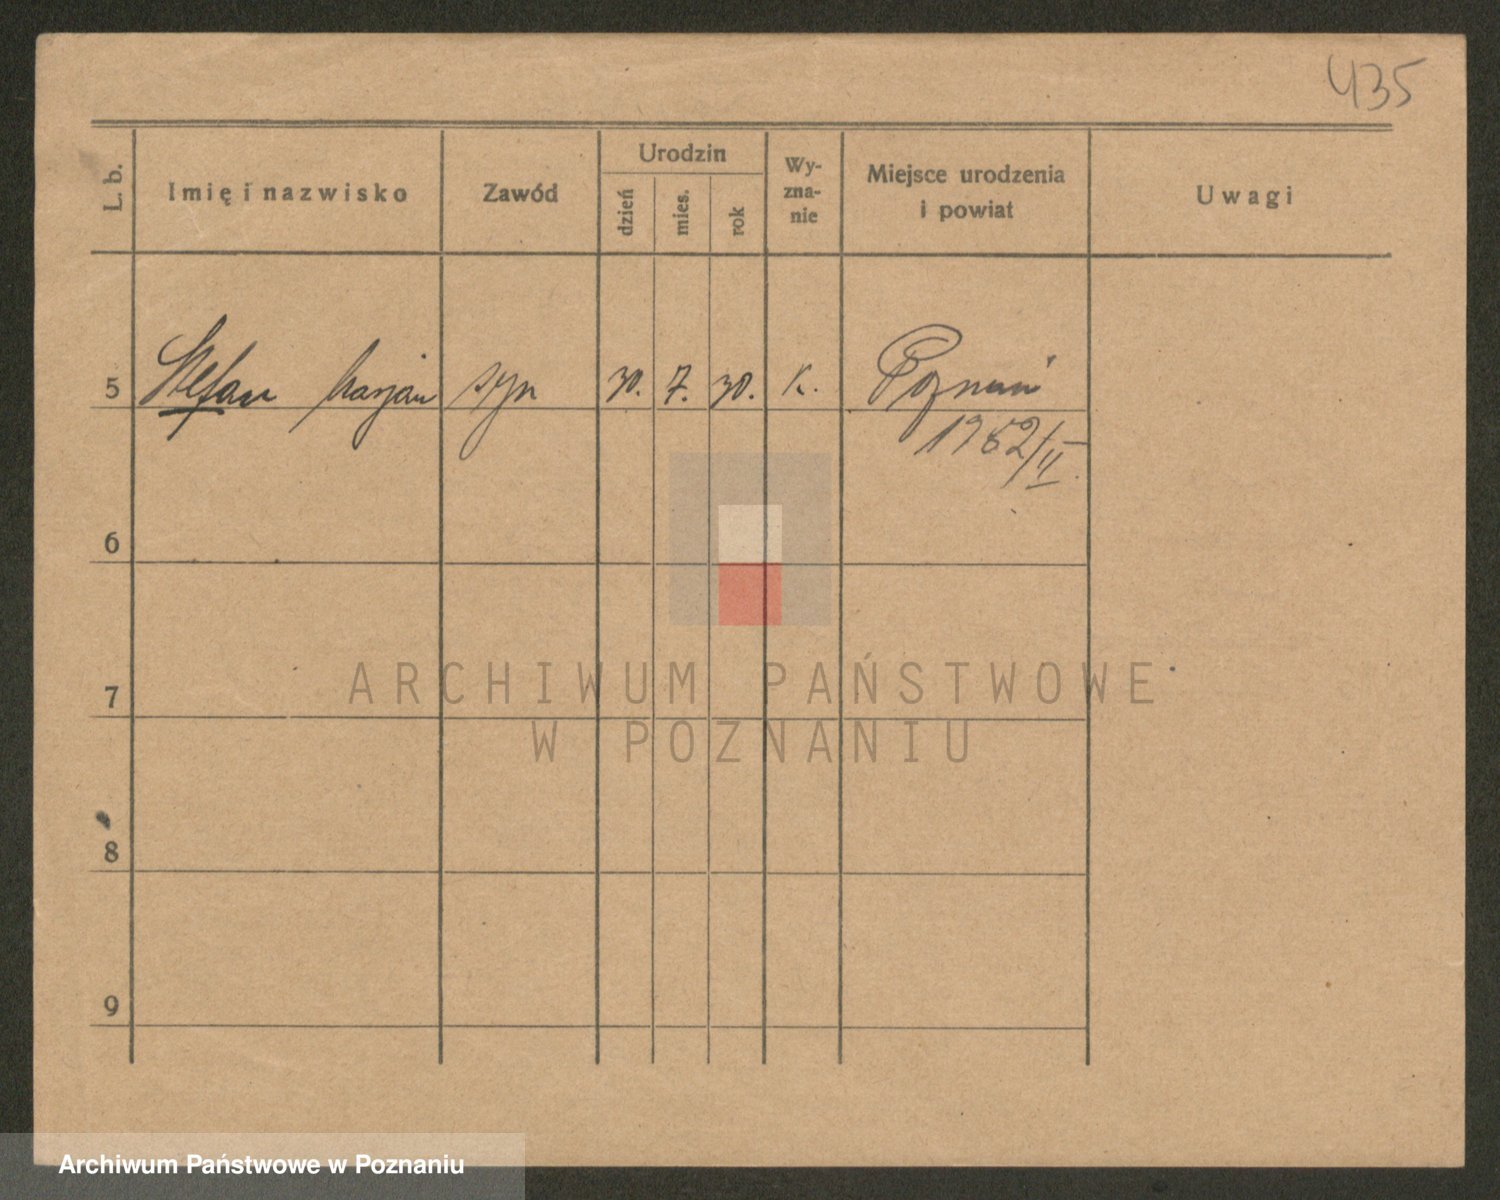 435
L. b.
Imię i nazwisko
Zawód
Urodzin
dzień
mies.
rok
Wy-
zna-
nie
Miejsce urodzenia
i powiat
Uwagi
5 Stefan Marjan syn 30. 7. 30. k. Poznań
1962/II.
6
7
8
9
ARCHIWUM PAŃSTWOWE
W POZNANIU
Archiwum Państwowe w Poznaniu